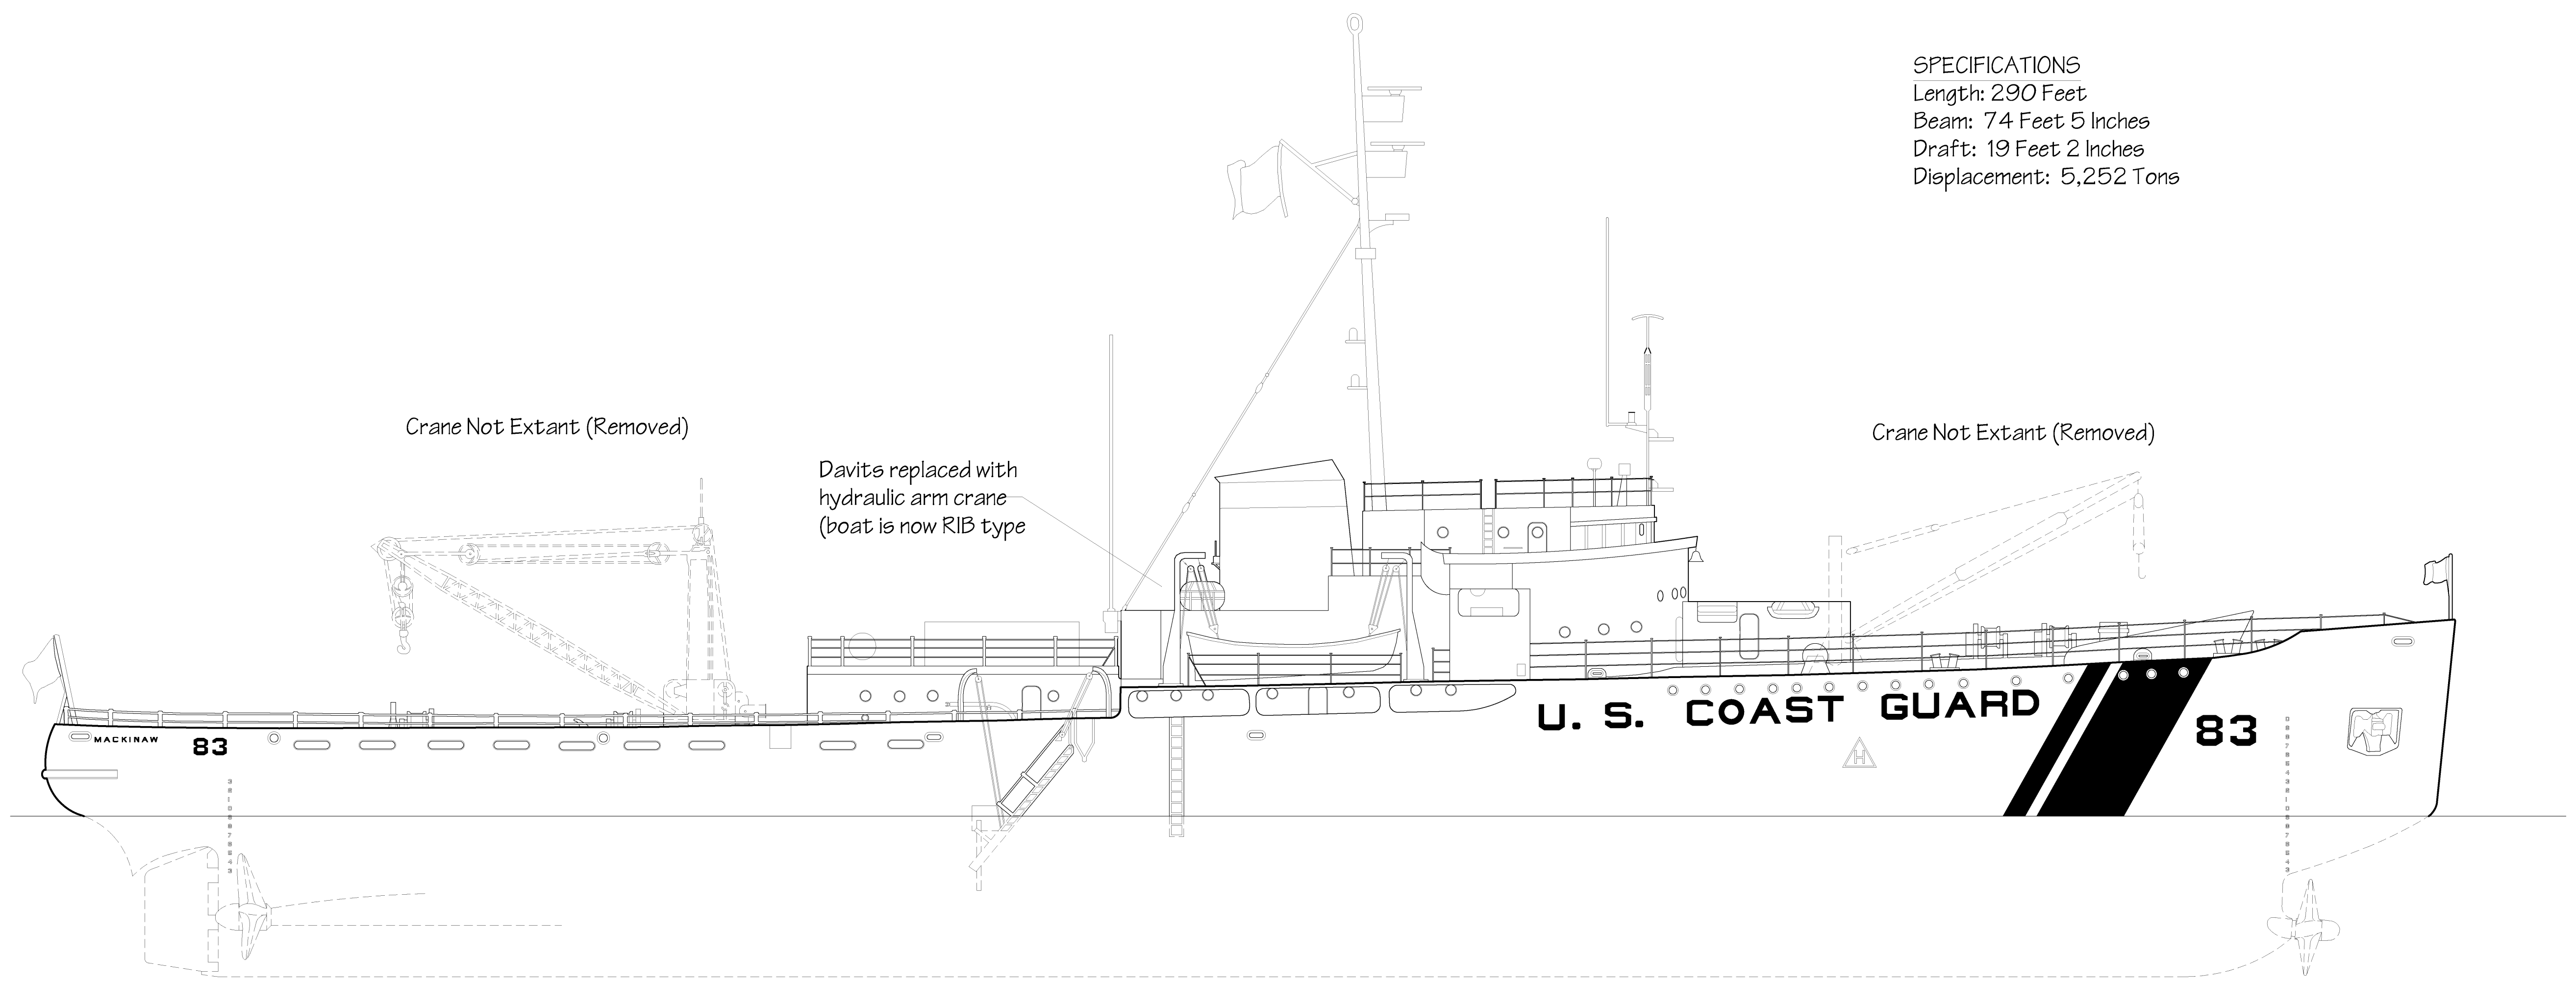 SPECIFICATIONS
Length: 290 Feet
Beam: 74 Feet 5 Inches
Draft: 19 Feet 2 Inches
Displacement: 5,252 Tons
Crane Not Extant (Removed)
Crane Not Extant (Removed)
Davits replaced with
hydraulic arm crane
(boat is now RIB type
MACKINAW
83
U. S. COAST GUARD
83
H